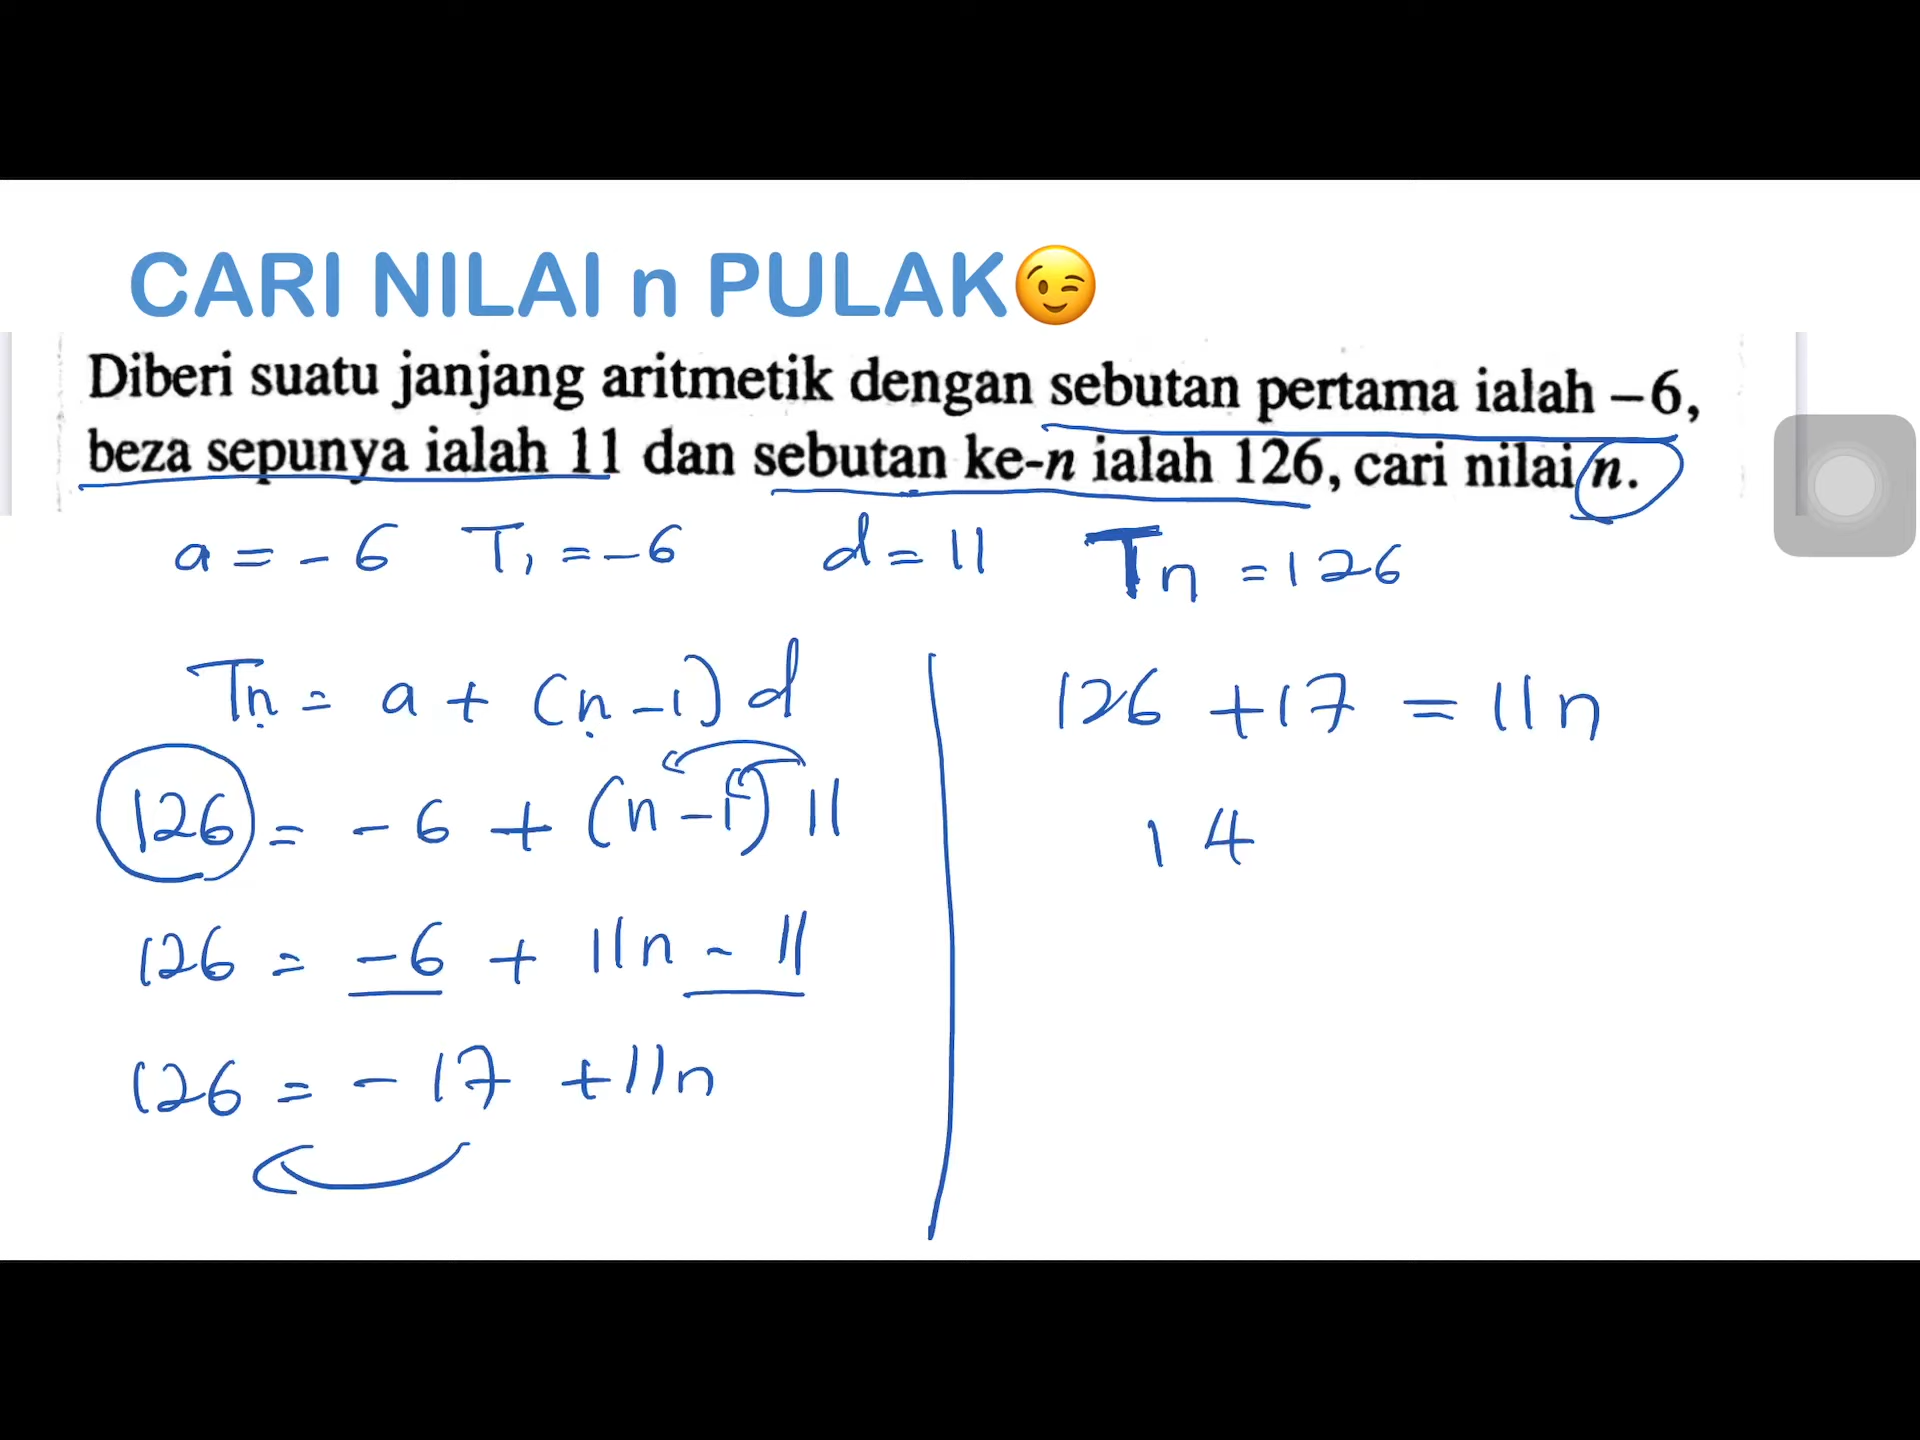 CARI NILAI n PULAK😉
Diberi suatu janjang aritmetik dengan sebutan pertama ialah –6,
beza sepunya ialah 11 dan sebutan ke-n ialah 126, cari nilai n.
a = -6 T₁ = -6 d = 11 Tn = 126
Tn = a + (n-1)d
126 = -6 + (n-1)11
126 = -6 + 11n - 11
126 = -17 + 11n
126 + 17 = 11n
14